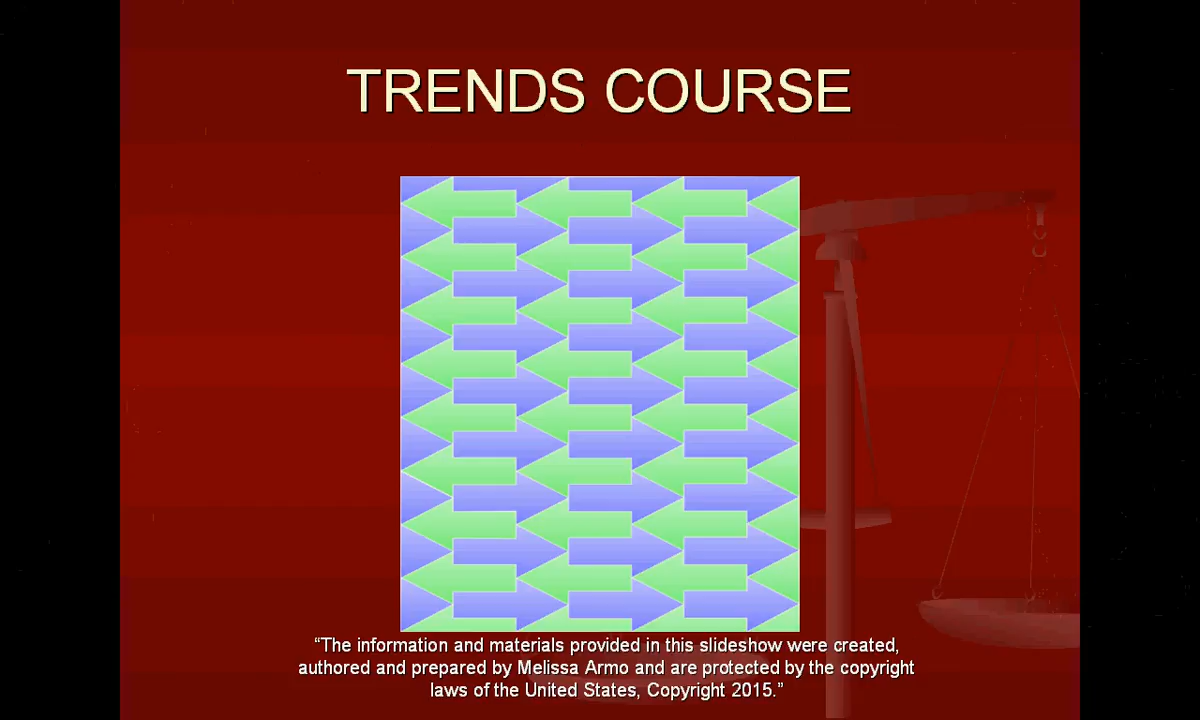 TRENDS COURSE
“The information and materials provided in this slideshow were created,
authored and prepared by Melissa Armo and are protected by the copyright
laws of the United States, Copyright 2015.”